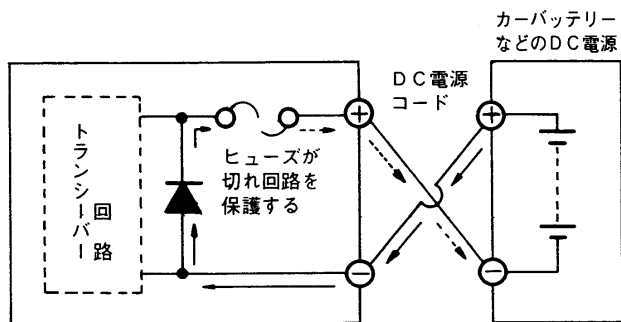 カーバッテリー
などのDC電源
DC電源
コード
トランシーバー
回路
ヒューズが
切れ回路を
保護する
+
+
−
−